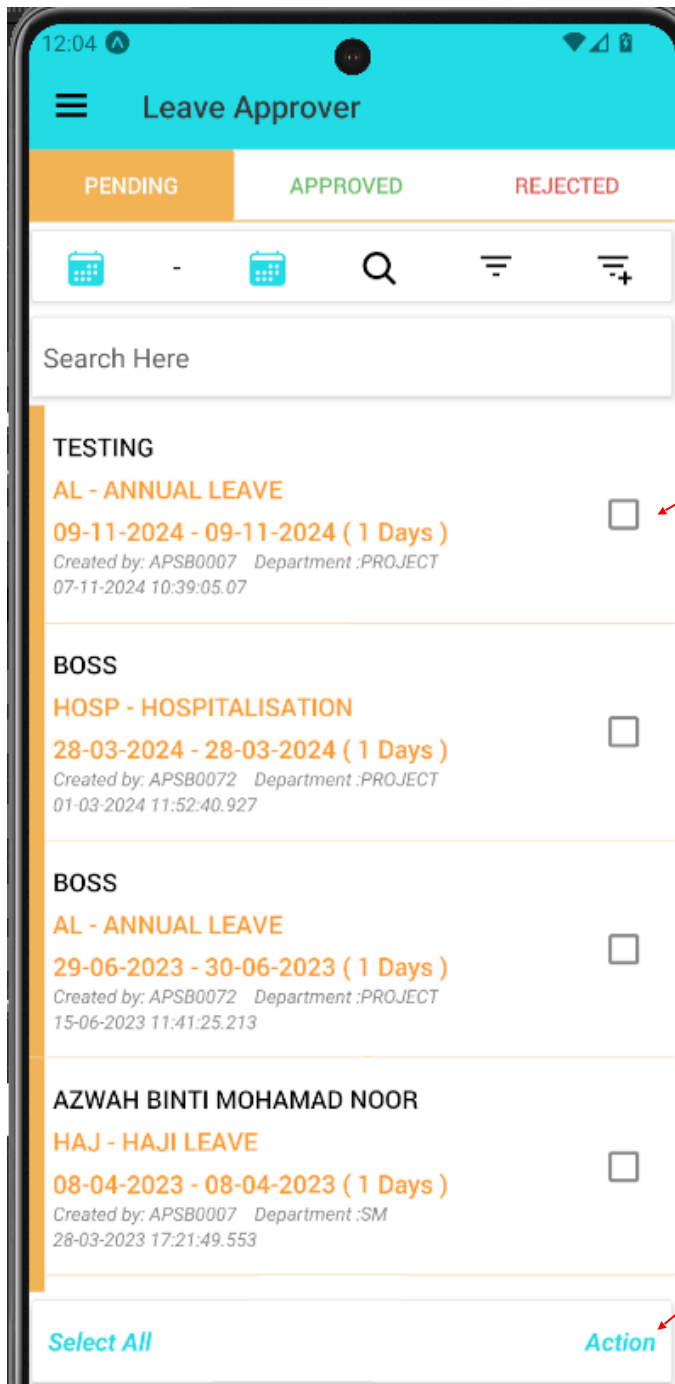 12:04
Leave Approver
PENDING APPROVED REJECTED
-
Search Here
TESTING
AL - ANNUAL LEAVE
09-11-2024 - 09-11-2024 ( 1 Days )
Created by: APSB0007 Department :PROJECT
07-11-2024 10:39:05.07
BOSS
HOSP - HOSPITALISATION
28-03-2024 - 28-03-2024 ( 1 Days )
Created by: APSB0072 Department :PROJECT
01-03-2024 11:52:40.927
BOSS
AL - ANNUAL LEAVE
29-06-2023 - 30-06-2023 ( 1 Days )
Created by: APSB0072 Department :PROJECT
15-06-2023 11:41:25.213
AZWAH BINTI MOHAMAD NOOR
HAJ - HAJI LEAVE
08-04-2023 - 08-04-2023 ( 1 Days )
Created by: APSB0007 Department :SM
28-03-2023 17:21:49.553
Select All Action